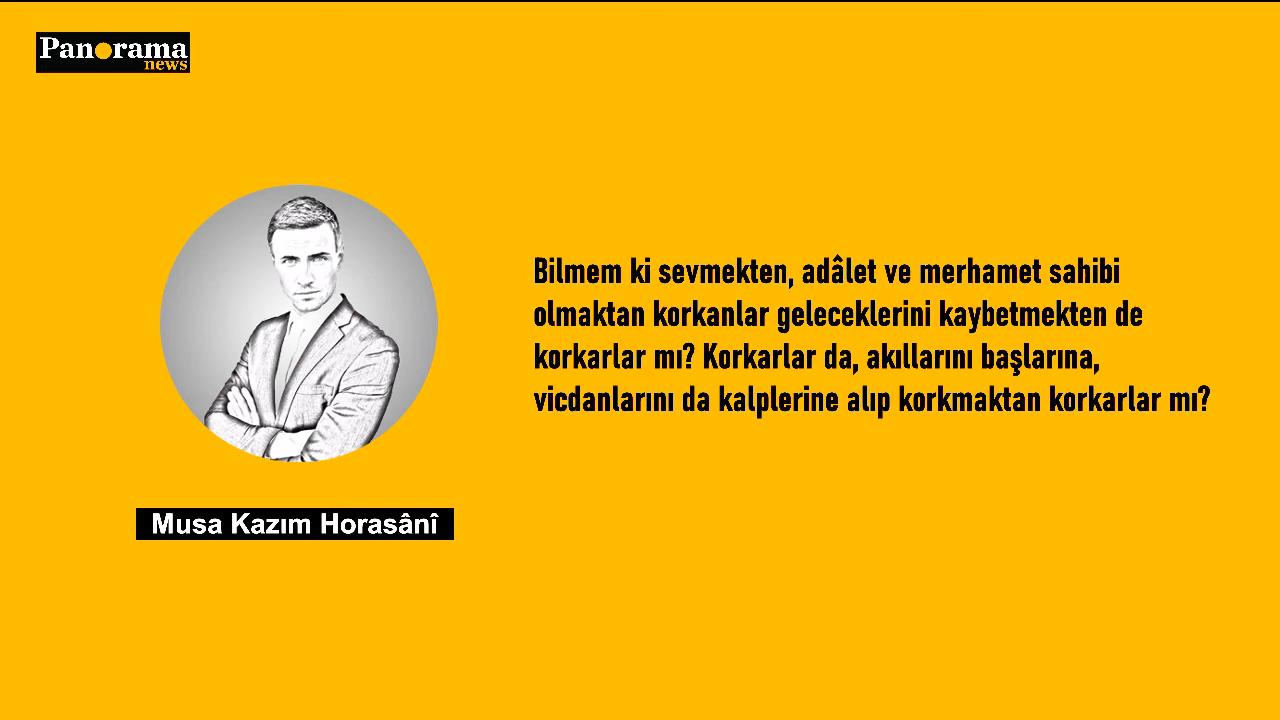 Panorama
news
Bilmem ki sevmekten, adâlet ve merhamet sahibi
olmaktan korkanlar geleceklerini kaybetmekten de
korkarlar mı? Korkarlar da, akıllarını başlarına,
vicdanlarını da kalplerine alıp korkmaktan korkarlar mı?
Musa Kazım Horasânî